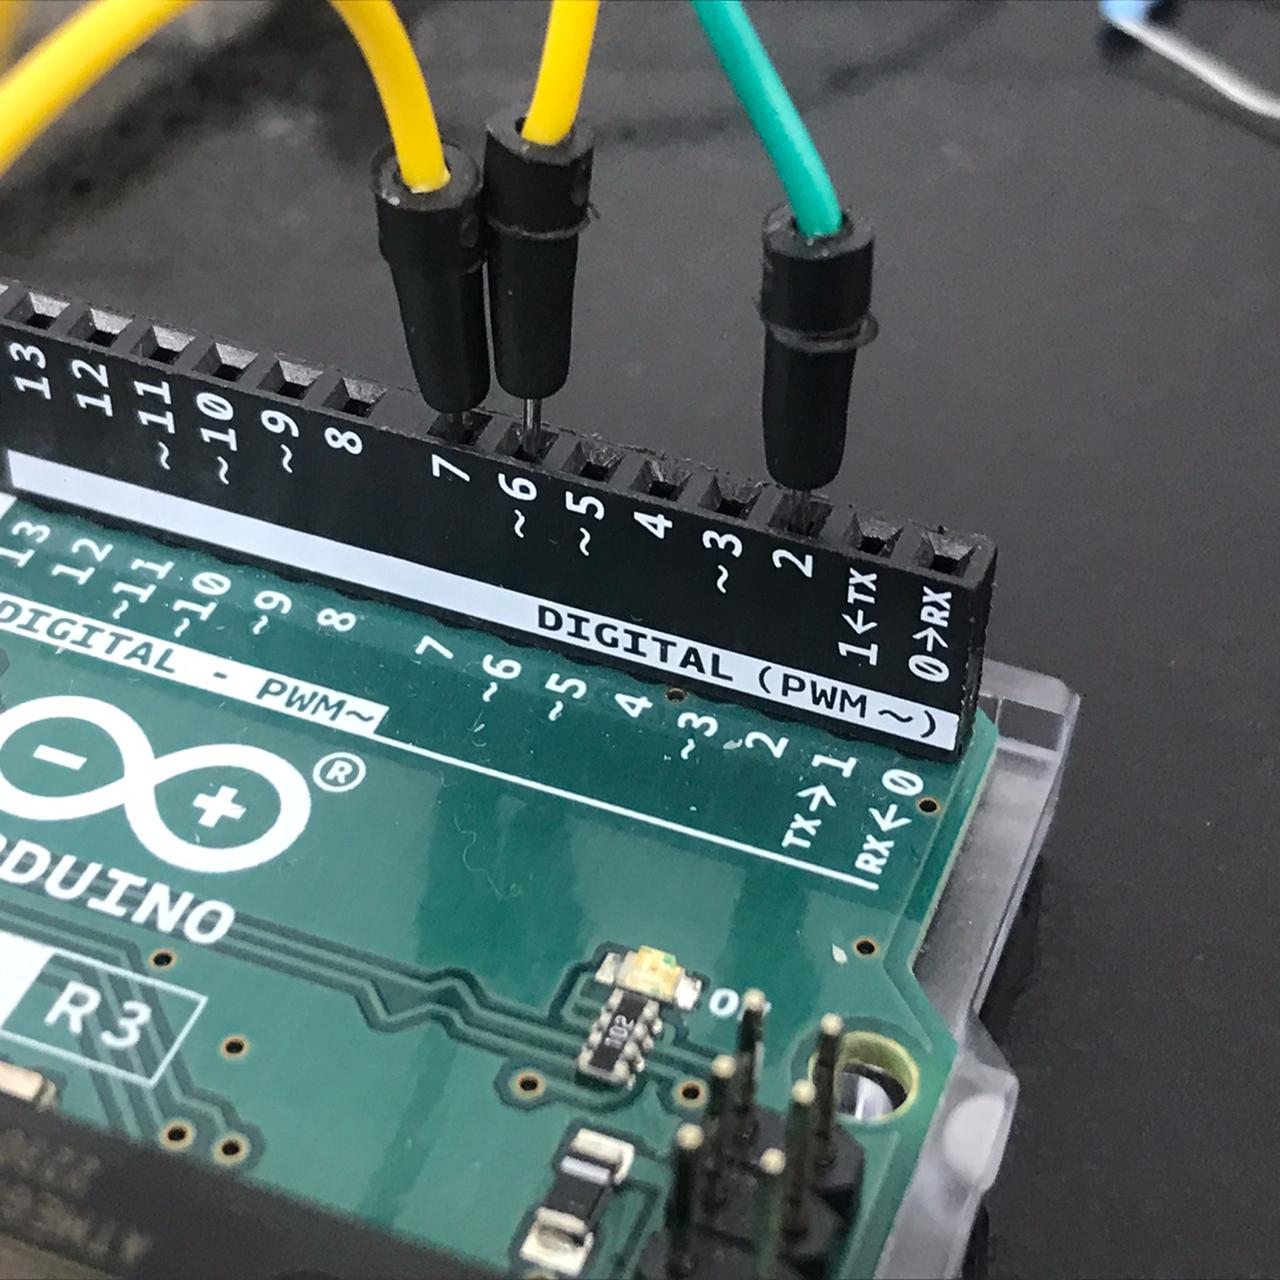 13 12 ~11 ~10 ~9 8 7 ~6 ~5 4 ~3 2 1←TX 0→RX
DIGITAL (PWM~)
13 12 ~11 ~10 ~9 8 7 ~6 ~5 4 ~3 2 TX→1 RX←0
DIGITAL - PWM~
®
DUINO
R3
102